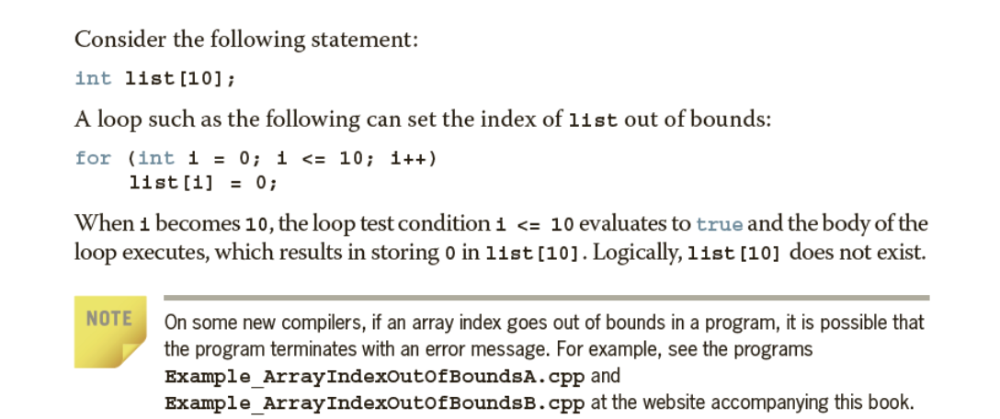 Consider the following statement:
int list[10];
A loop such as the following can set the index of list out of bounds:
for (int i = 0; i <= 10; i++)
    list[i] = 0;
When i becomes 10, the loop test condition i <= 10 evaluates to true and the body of the
loop executes, which results in storing 0 in list[10]. Logically, list[10] does not exist.
NOTE
On some new compilers, if an array index goes out of bounds in a program, it is possible that
the program terminates with an error message. For example, see the programs
Example_ArrayIndexOutOfBoundsA.cpp and
Example_ArrayIndexOutOfBoundsB.cpp at the website accompanying this book.